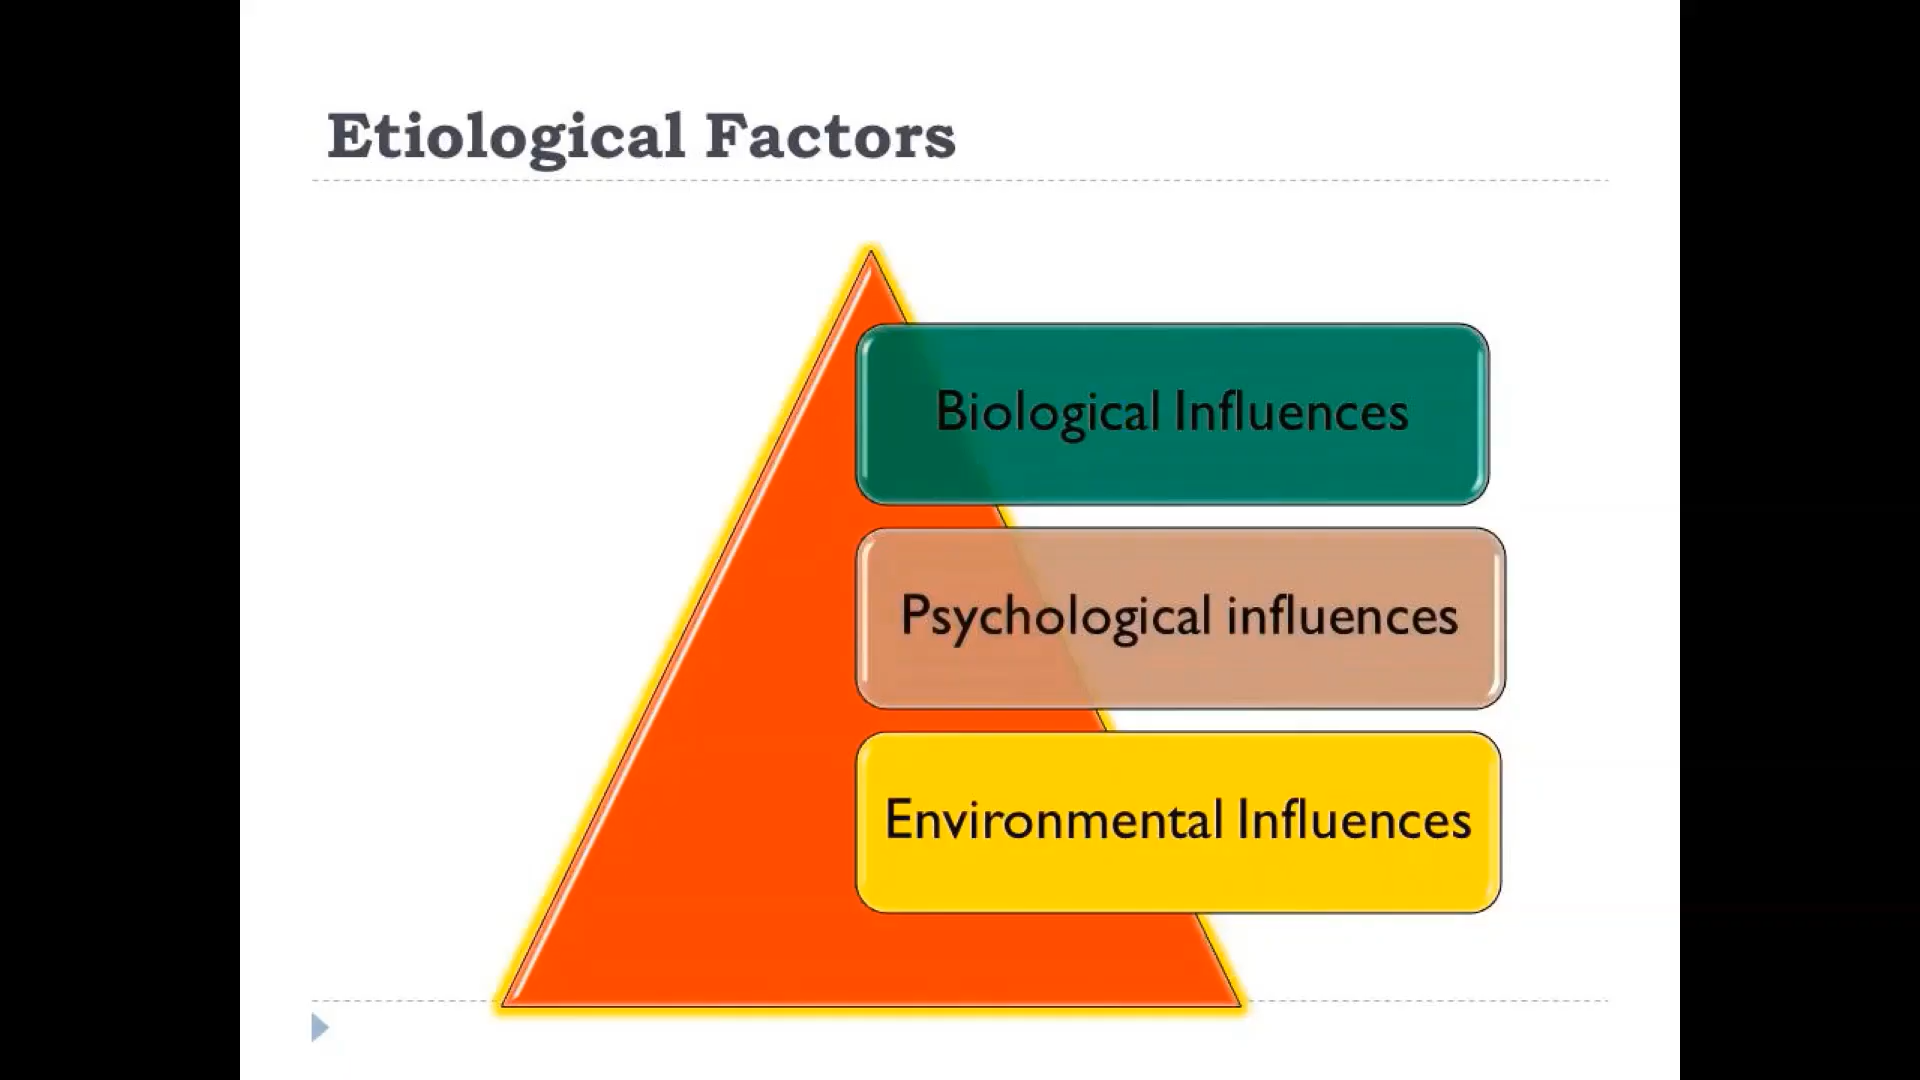 Etiological Factors
Biological Influences
Psychological influences
Environmental Influences